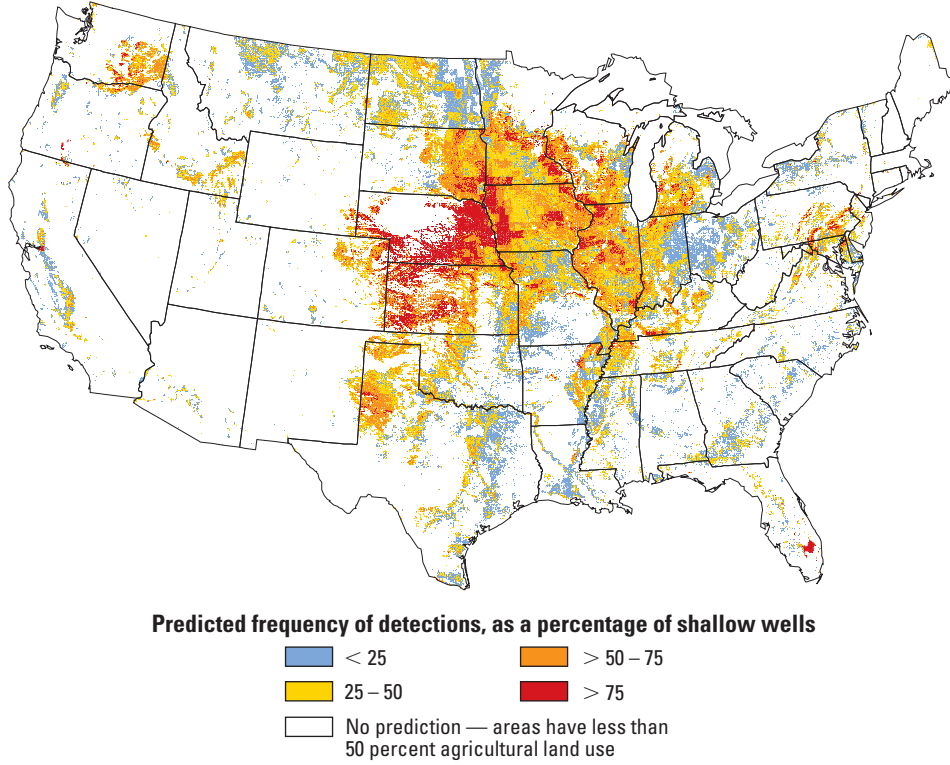 Predicted frequency of detections, as a percentage of shallow wells
< 25
> 50 – 75
25 – 50
> 75
No prediction — areas have less than
50 percent agricultural land use